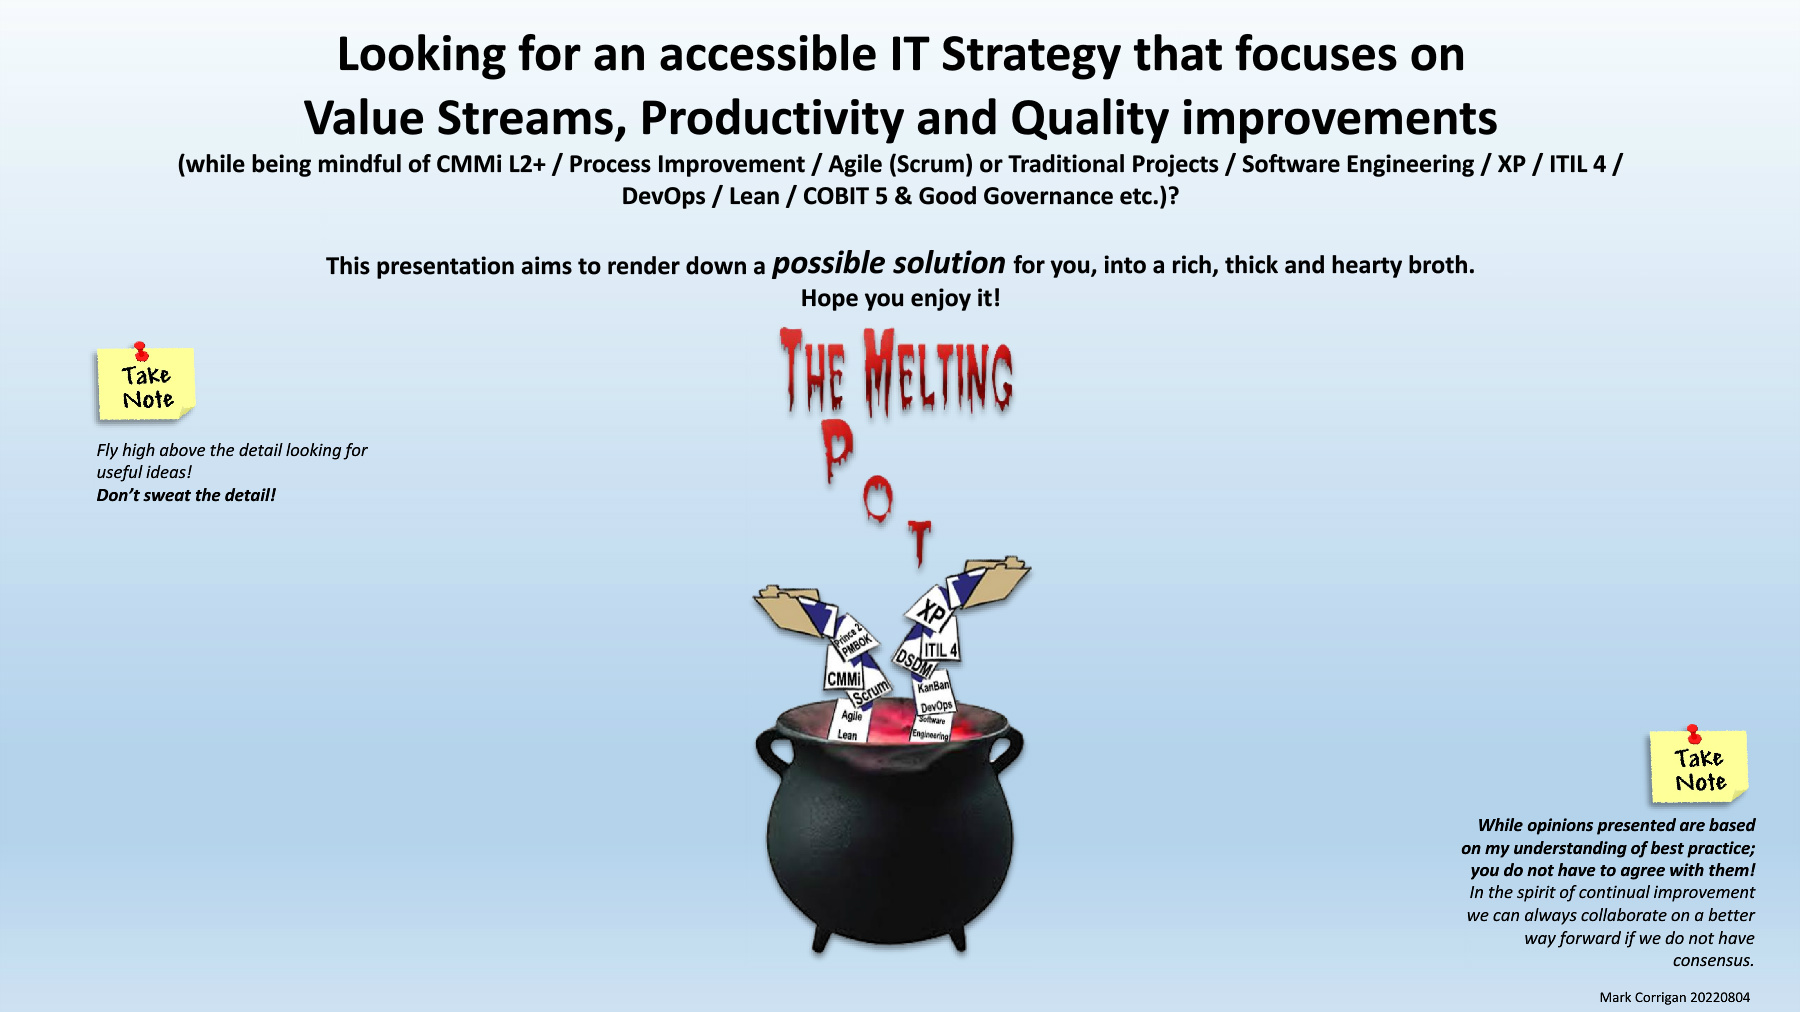 Looking for an accessible IT Strategy that focuses on
Value Streams, Productivity and Quality improvements
(while being mindful of CMMi L2+ / Process Improvement / Agile (Scrum) or Traditional Projects / Software Engineering / XP / ITIL 4 /
DevOps / Lean / COBIT 5 & Good Governance etc.)?
This presentation aims to render down a possible solution for you, into a rich, thick and hearty broth.
Hope you enjoy it!
The Melting
P
O
T
Take
Note
Fly high above the detail looking for
useful ideas!
Don’t sweat the detail!
Prince 2
PMBOK
CMMi
Scrum
Agile
Lean
XP
ITIL 4
DSDM
KanBan
DevOps
Software
Engineering
Take
Note
While opinions presented are based
on my understanding of best practice;
you do not have to agree with them!
In the spirit of continual improvement
we can always collaborate on a better
way forward if we do not have
consensus.
Mark Corrigan 20220804